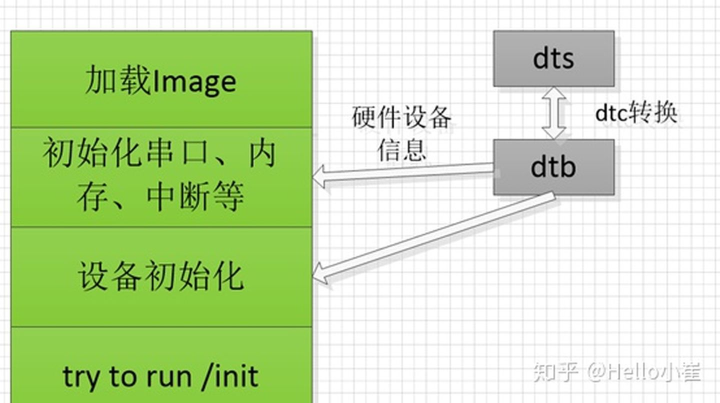 加载Image
初始化串口、内
存、中断等
设备初始化
try to run /init
硬件设备
信息
dts
dtc转换
dtb
知乎 @Hello小崔